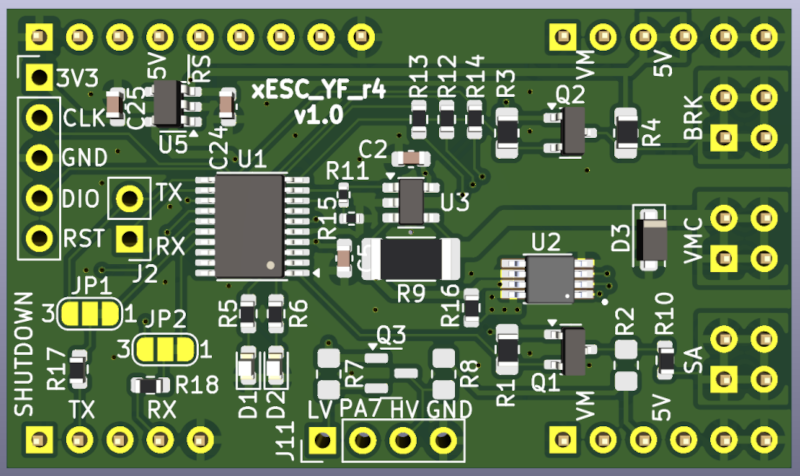 5V
RS
VM
5V
3V3
C25
xESC_YF_r4
v1.0
R13
R12
R14
R3
Q2
CLK
U5
C24
R4
BRK
GND
U1
C2
R11
DIO
TX
U3
R15
RST
RX
J2
U2
D3
VMC
R9
JP1
3
1
R5
R6
R16
JP2
3
1
Q3
R2
R10
SHUTDOWN
R17
R18
D1
D2
R7
R8
R1
Q1
SA
TX
RX
J11
LV
PA7
HV
GND
VM
5V